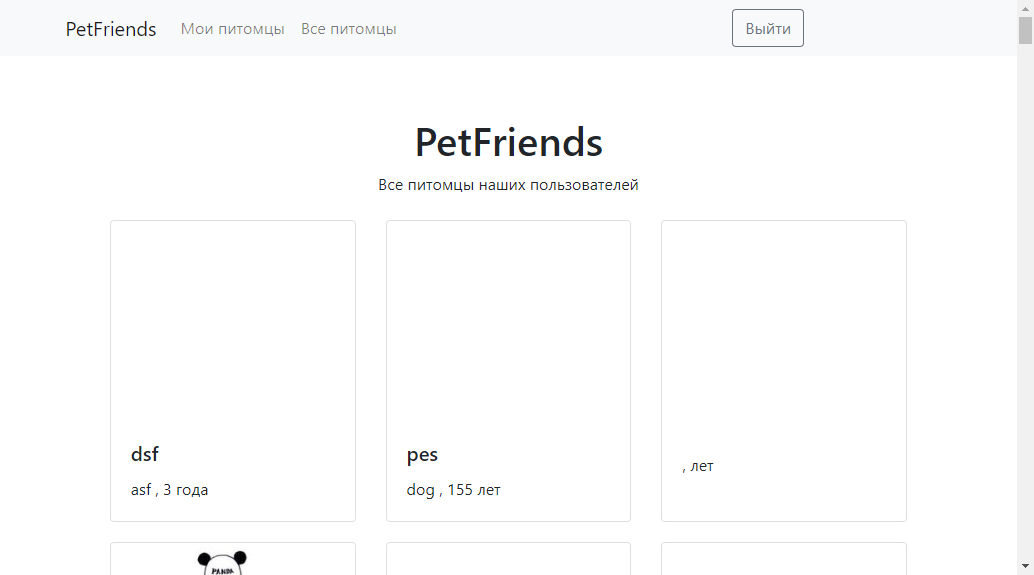 PetFriends Мои питомцы Все питомцы Выйти
PetFriends
Все питомцы наших пользователей
dsf
asf , 3 года
pes
dog , 155 лет
, лет
PANDA